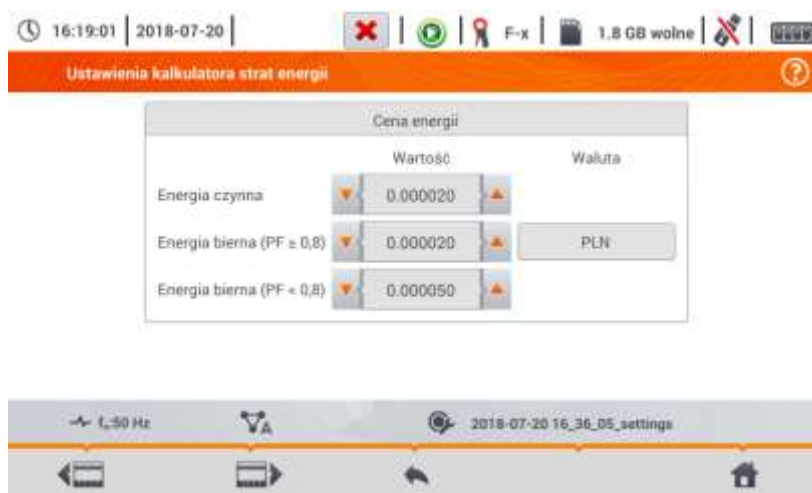 16:19:01 2018-07-20 F-x 1.8 GB wolne
Ustawienia kalkulatora strat energii ?
Cena energii
Wartość Waluta
Energia czynna 0.000020
Energia bierna (PF ≥ 0,8) 0.000020 PLN
Energia bierna (PF < 0,8) 0.000050
fₙ:50 Hz A 2018-07-20 16_36_05_settings